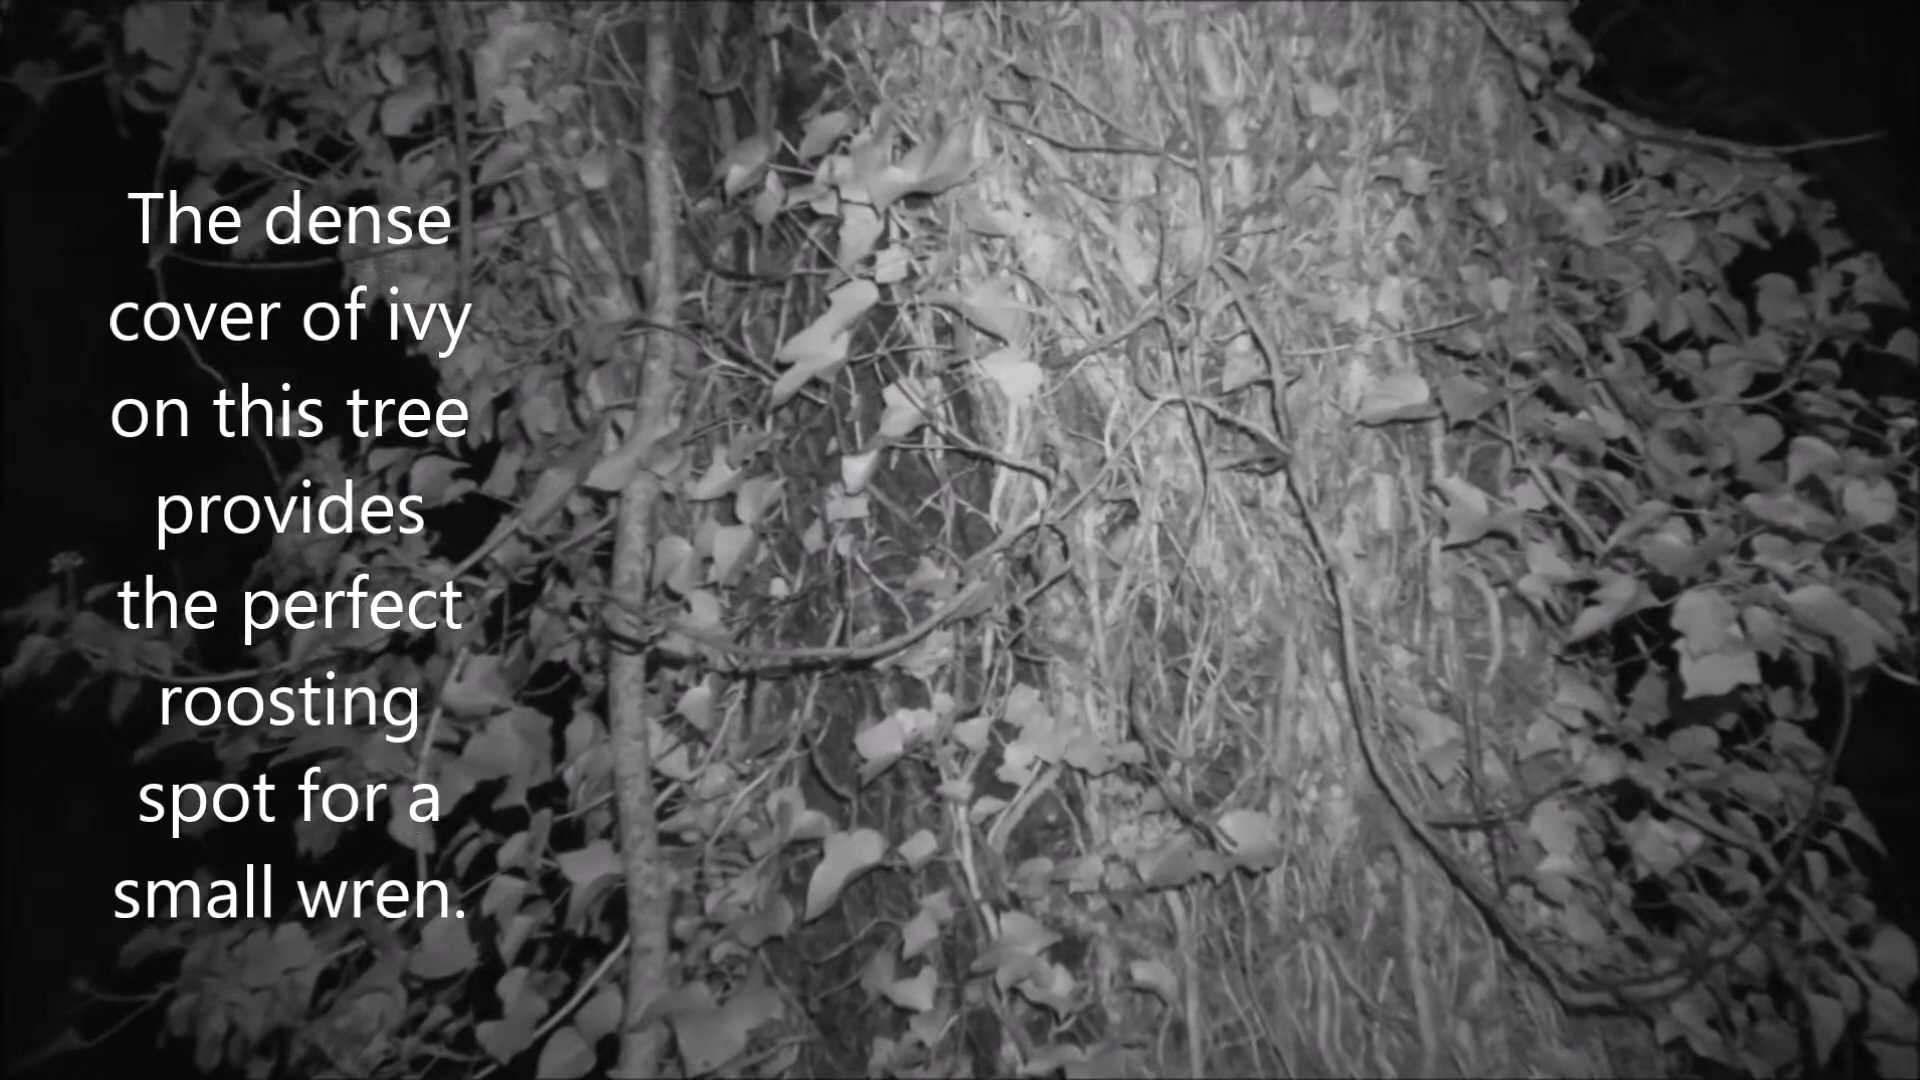 The dense
cover of ivy
on this tree
provides
the perfect
roosting
spot for a
small wren.